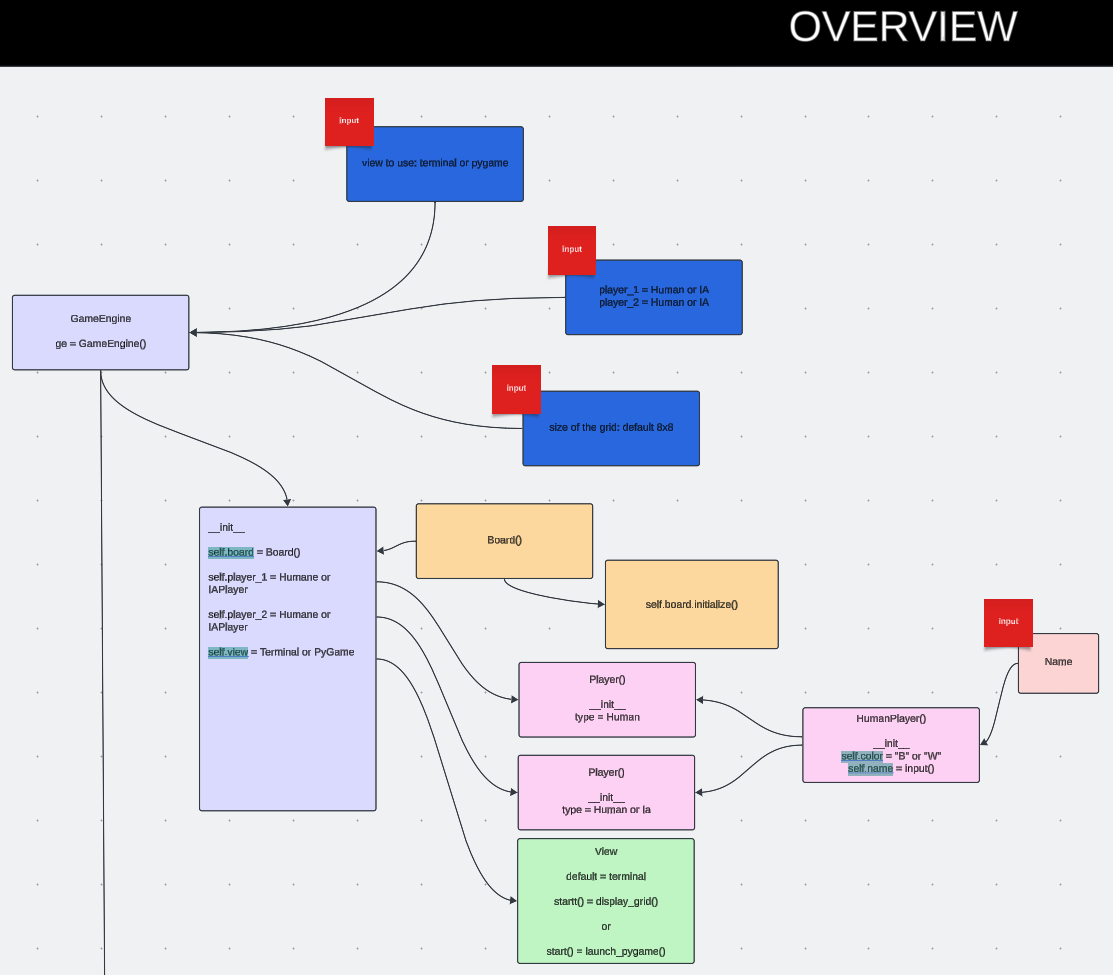 OVERVIEW
input
view to use: terminal or pygame
input
player_1 = Human or IA
player_2 = Human or IA
GameEngine
ge = GameEngine()
input
size of the grid: default 8x8
__init__
self.board = Board()
self.player_1 = Humane or
IAPlayer
self.player_2 = Humane or
IAPlayer
self.view = Terminal or PyGame
Board()
self.board.initialize()
input
Name
Player()
__init__
type = Human
HumanPlayer()
__init__
self.color = "B" or "W"
self.name = input()
Player()
__init__
type = Human or Ia
View
default = terminal
startt() = display_grid()
or
start() = launch_pygame()